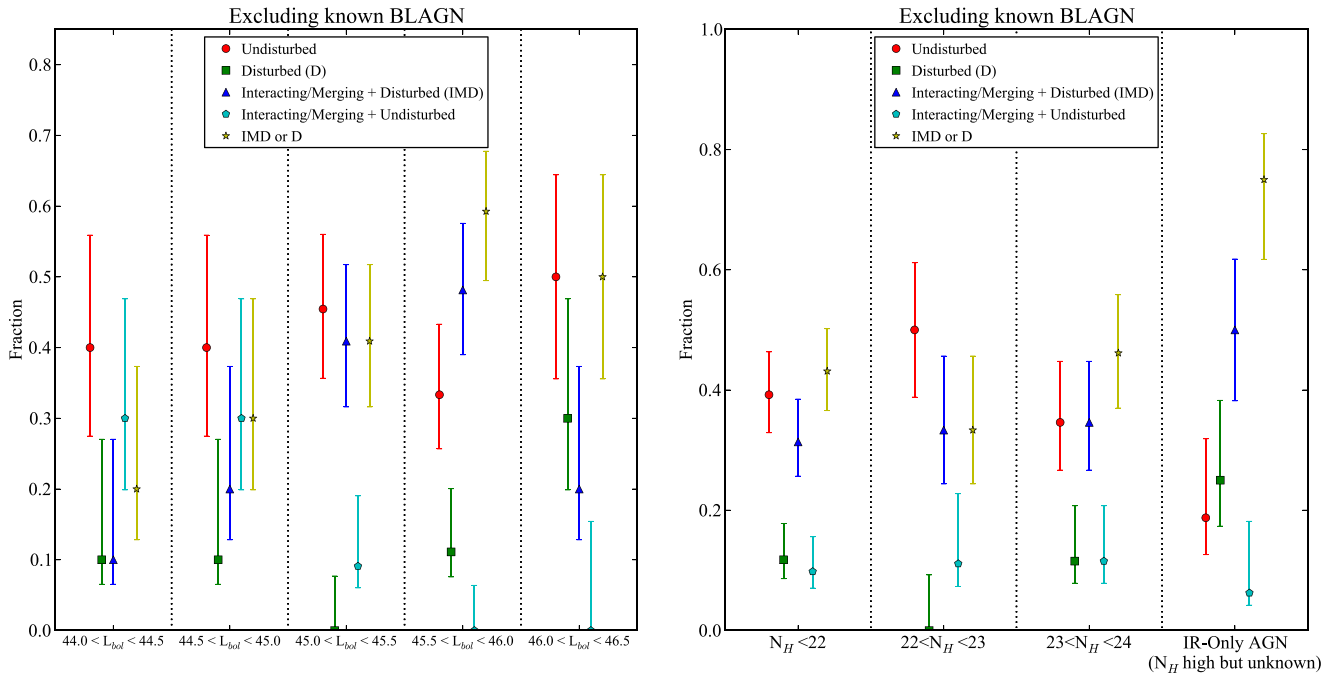 Excluding known BLAGN
Undisturbed
Disturbed (D)
Interacting/Merging + Disturbed (IMD)
Interacting/Merging + Undisturbed
IMD or D
Fraction
0.8
0.7
0.6
0.5
0.4
0.3
0.2
0.1
0.0
44.0 < L_bol < 44.5
44.5 < L_bol < 45.0
45.0 < L_bol < 45.5
45.5 < L_bol < 46.0
46.0 < L_bol < 46.5
Excluding known BLAGN
Undisturbed
Disturbed (D)
Interacting/Merging + Disturbed (IMD)
Interacting/Merging + Undisturbed
IMD or D
Fraction
1.0
0.8
0.6
0.4
0.2
0.0
N_H <22
22<N_H <23
23<N_H <24
IR-Only AGN
(N_H high but unknown)